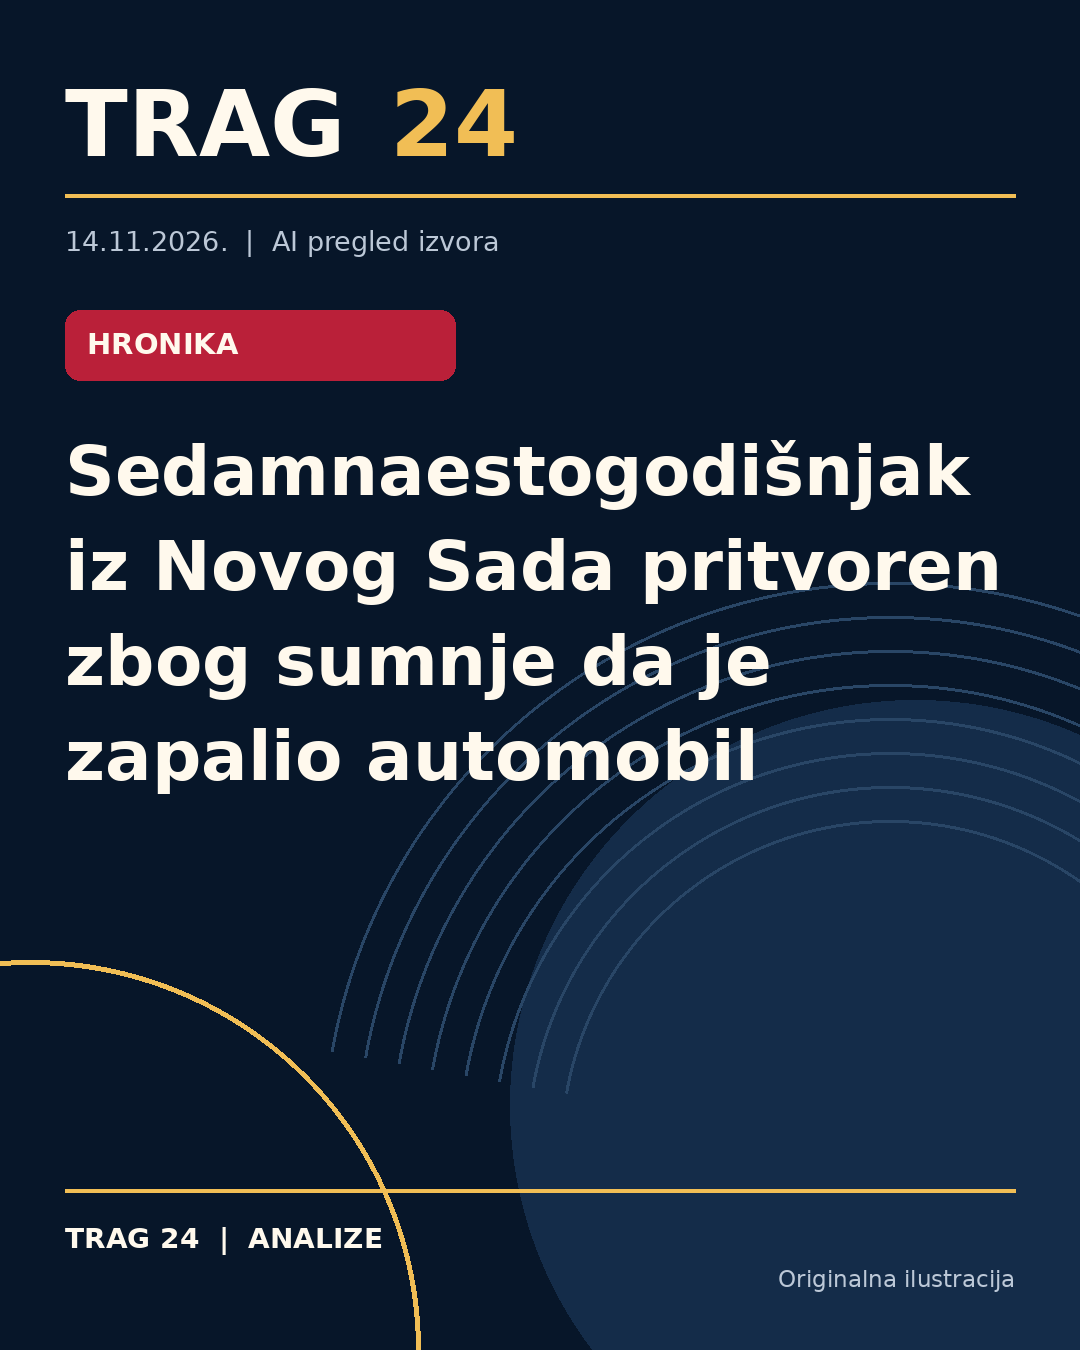 TRAG 24
14.11.2026. | AI pregled izvora
HRONIKA
Sedamnaestogodišnjak
iz Novog Sada pritvoren
zbog sumnje da je
zapalio automobil
TRAG 24 | ANALIZE
Originalna ilustracija